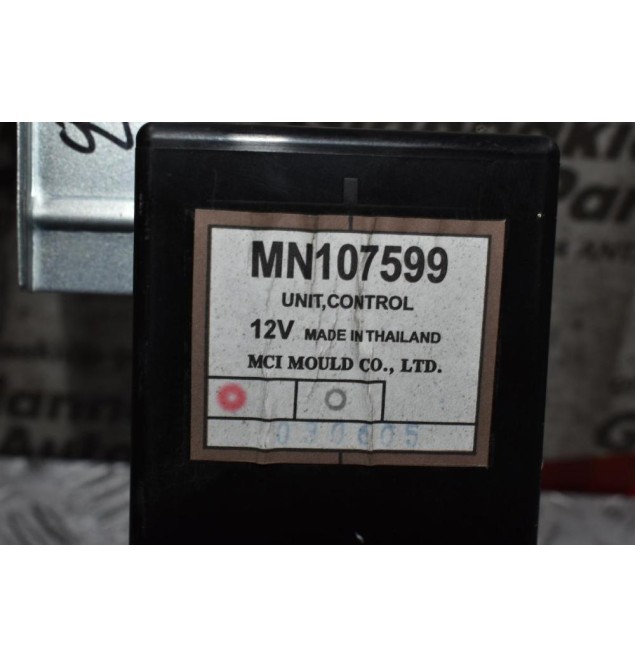 MN107599
UNIT,CONTROL
12V MADE IN THAILAND
MCI MOULD CO., LTD.
030605